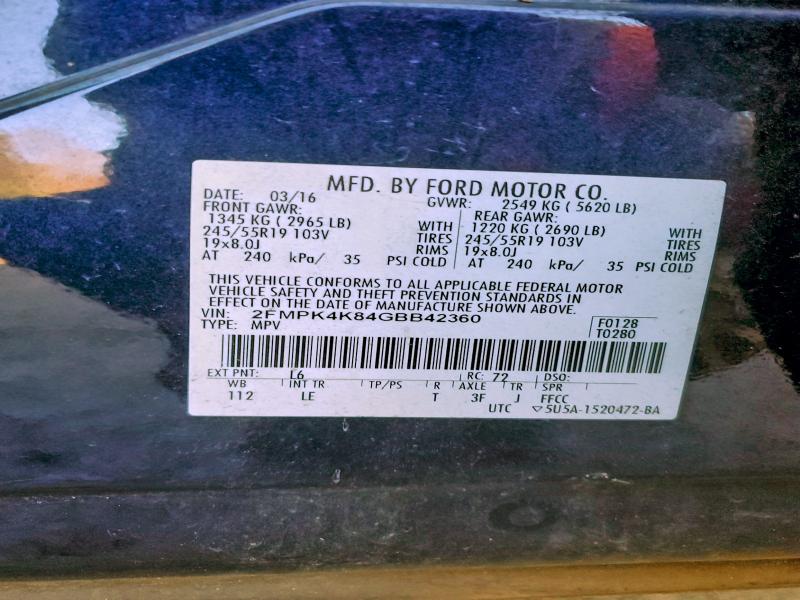 MFD. BY FORD MOTOR CO.
DATE: 03/16 GVWR: 2549 KG ( 5620 LB)
FRONT GAWR: REAR GAWR:
1345 KG ( 2965 LB) WITH 1220 KG ( 2690 LB) WITH
245/55R19 103V TIRES 245/55R19 103V TIRES
19x8.0J RIMS 19x8.0J RIMS
AT 240 kPa/ 35 PSI COLD AT 240 kPa/ 35 PSI COLD
THIS VEHICLE CONFORMS TO ALL APPLICABLE FEDERAL MOTOR
VEHICLE SAFETY AND THEFT PREVENTION STANDARDS IN
EFFECT ON THE DATE OF MANUFACTURE SHOWN ABOVE.
VIN: 2FMPK4K84GBB42360 F0128
TYPE: MPV T0280
EXT PNT: L6 RC: 72 DSO:
WB INT TR TP/PS R AXLE TR SPR
112 LE T 3F J FFCC
UTC ▽5U5A-1520472-BA